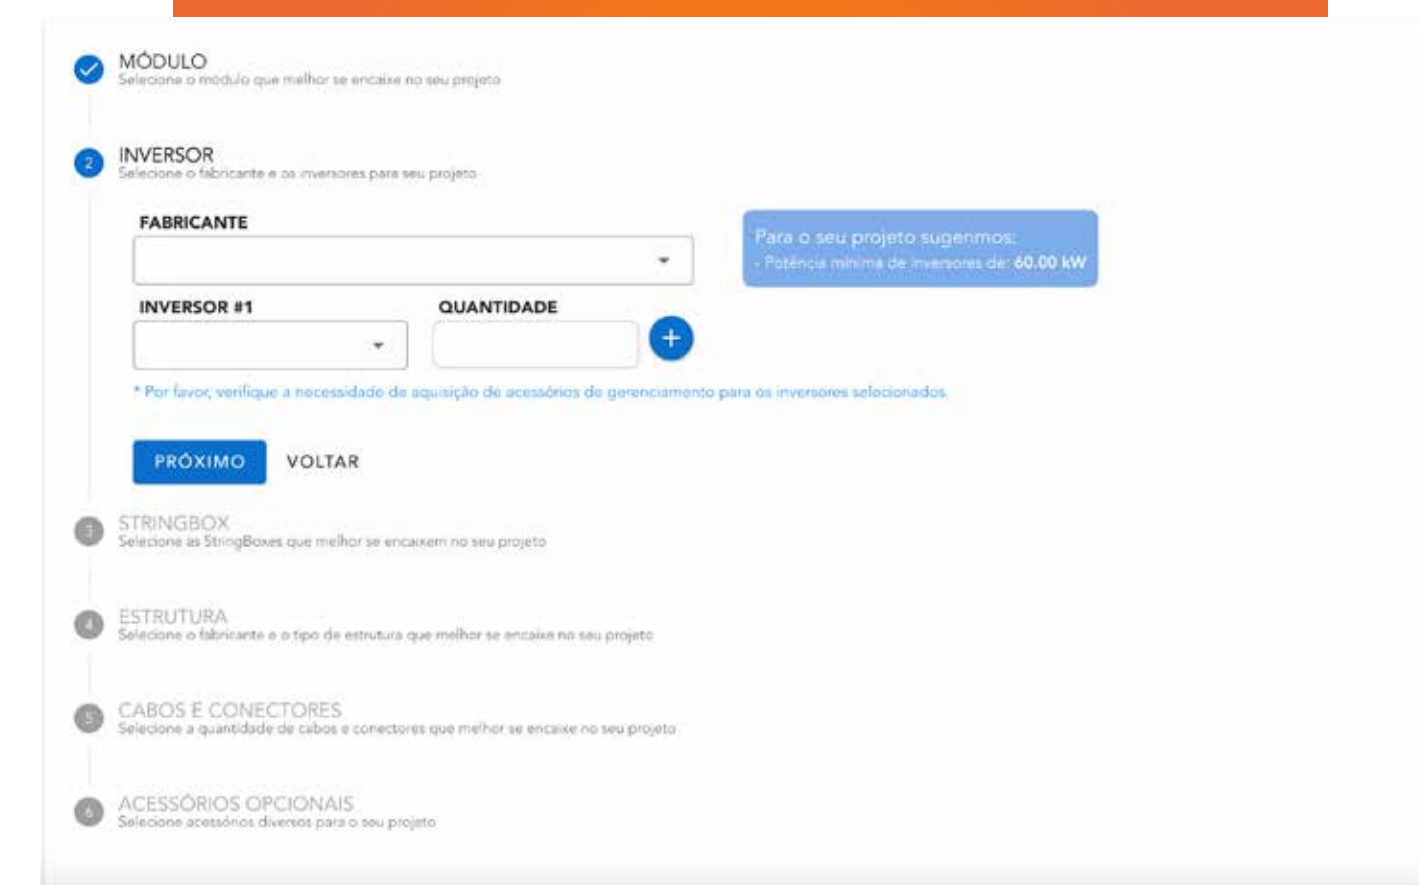 MÓDULO
Selecione o módulo que melhor se encaixe no seu projeto
2
INVERSOR
Selecione o fabricante e os inversores para seu projeto
FABRICANTE
Para o seu projeto sugerimos:
- Potência mínima de inversores de: 60.00 kW
INVERSOR #1
QUANTIDADE
+
* Por favor, verifique a necessidade de aquisição de acessórios de gerenciamento para os inversores selecionados.
PRÓXIMO
VOLTAR
3
STRINGBOX
Selecione as StringBoxes que melhor se encaixem no seu projeto
4
ESTRUTURA
Selecione o fabricante e o tipo de estrutura que melhor se encaixe no seu projeto
5
CABOS E CONECTORES
Selecione a quantidade de cabos e conectores que melhor se encaixe no seu projeto
6
ACESSÓRIOS OPCIONAIS
Selecione acessórios diversos para o seu projeto